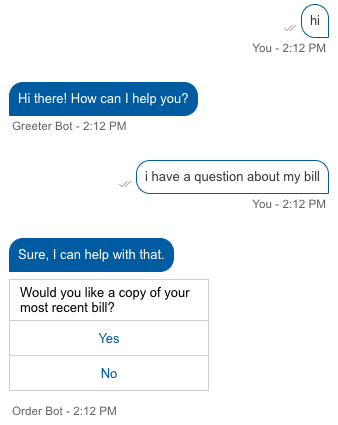 hi
You - 2:12 PM
Hi there! How can I help you?
Greeter Bot - 2:12 PM
i have a question about my bill
You - 2:12 PM
Sure, I can help with that.
Would you like a copy of your
most recent bill?
Yes
No
Order Bot - 2:12 PM